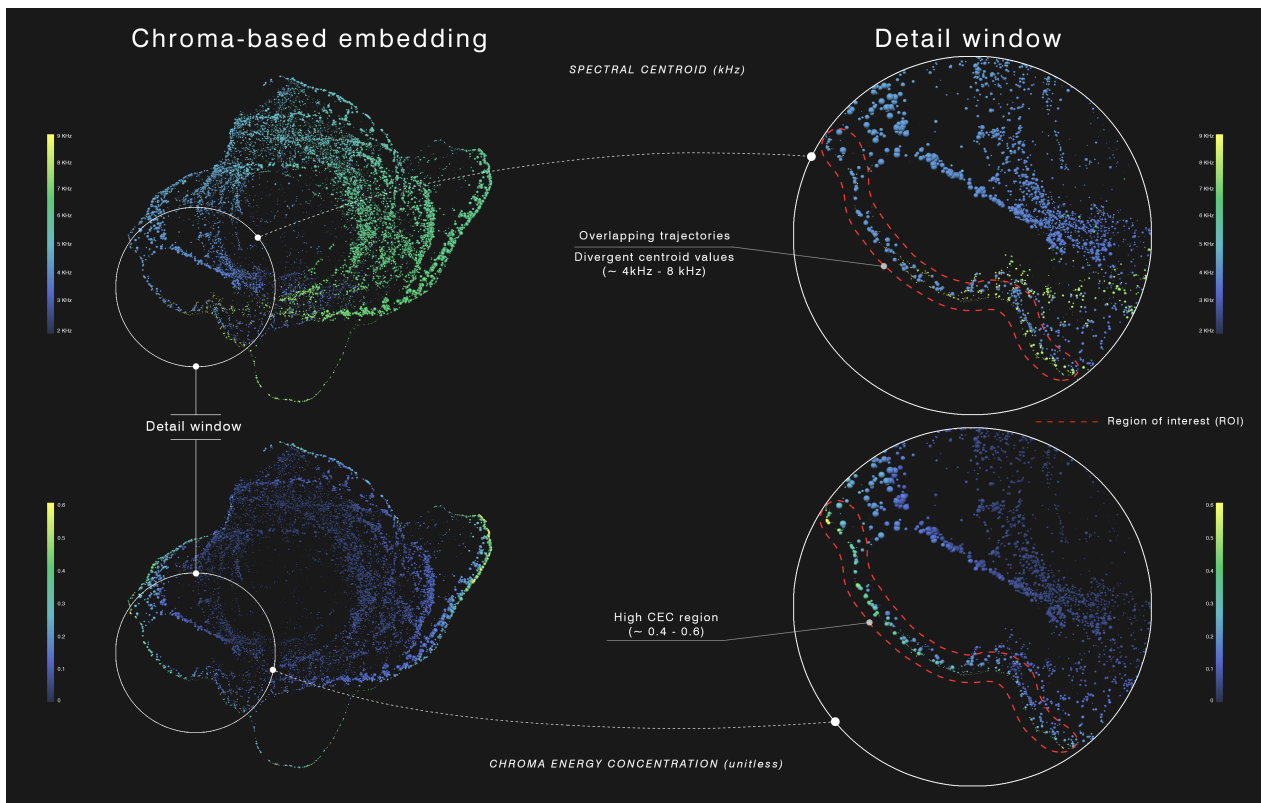 Chroma-based embedding
Detail window
SPECTRAL CENTROID (kHz)
9 KHz
8 KHz
7 KHz
6 KHz
5 KHz
4 KHz
3 KHz
2 KHz
9 KHz
8 KHz
7 KHz
6 KHz
5 KHz
4 KHz
3 KHz
2 KHz
Overlapping trajectories
Divergent centroid values
(~ 4kHz - 8 kHz)
Detail window
Region of interest (ROI)
0.6
0.5
0.4
0.3
0.2
0.1
0
0.6
0.5
0.4
0.3
0.2
0.1
0
High CEC region
(~ 0.4 - 0.6)
CHROMA ENERGY CONCENTRATION (unitless)